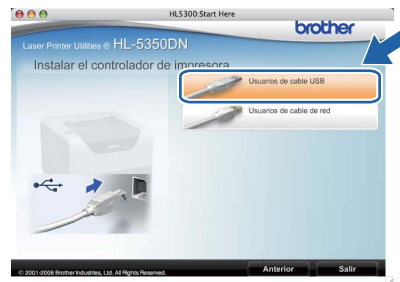 HL5300:Start Here
brother
Laser Printer Utilities ® HL-5350DN
Instalar el controlador de impresora
Usuarios de cable USB
Usuarios de cable de red
© 2001-2008 Brother Industries, Ltd. All Rights Reserved.
Anterior
Salir